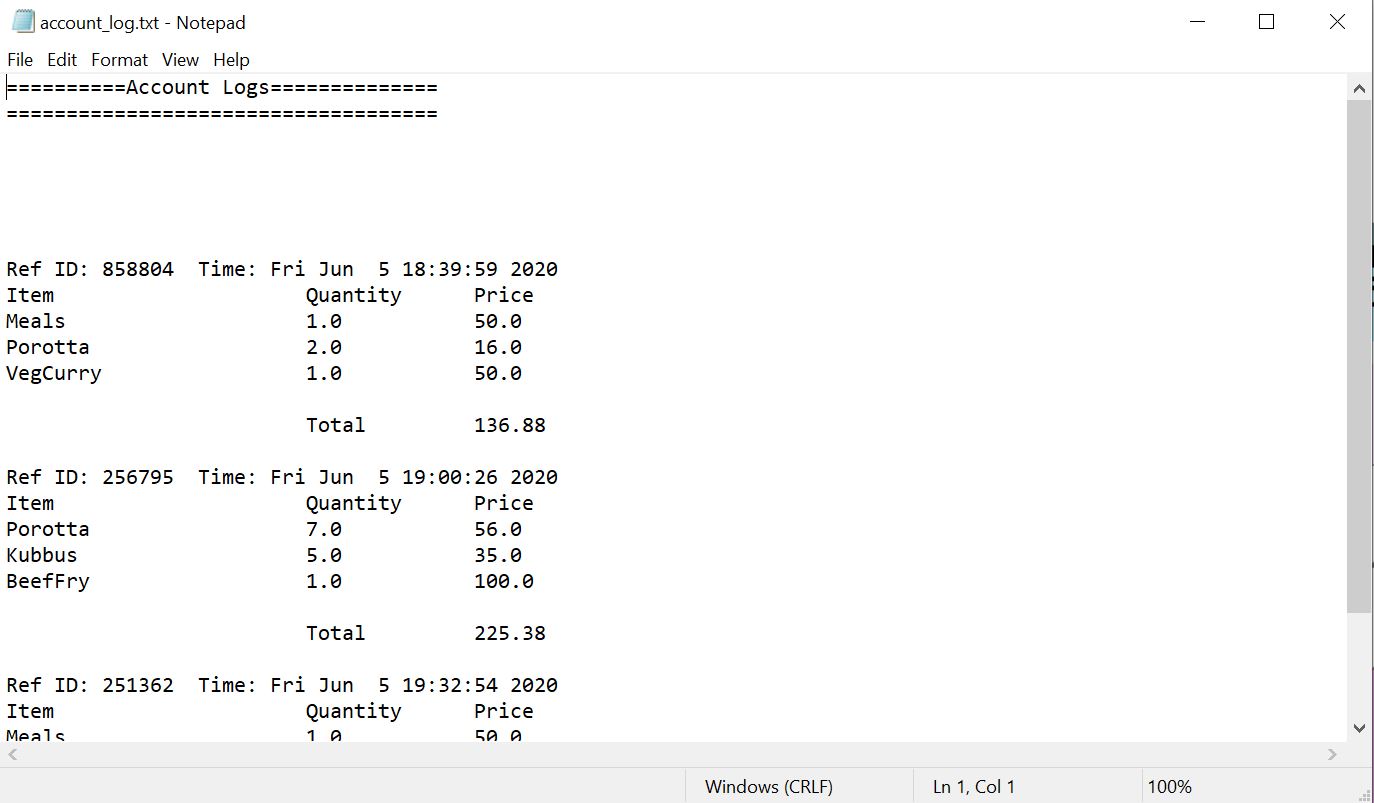 account_log.txt - Notepad
File Edit Format View Help
==========Account Logs==============
====================================
Ref ID: 858804  Time: Fri Jun  5 18:39:59 2020
Item                     Quantity      Price
Meals                    1.0           50.0
Porotta                  2.0           16.0
VegCurry                 1.0           50.0
                         Total         136.88
Ref ID: 256795  Time: Fri Jun  5 19:00:26 2020
Item                     Quantity      Price
Porotta                  7.0           56.0
Kubbus                   5.0           35.0
BeefFry                  1.0           100.0
                         Total         225.38
Ref ID: 251362  Time: Fri Jun  5 19:32:54 2020
Item                     Quantity      Price
Meals                    1.0           50.0
Windows (CRLF) Ln 1, Col 1 100%